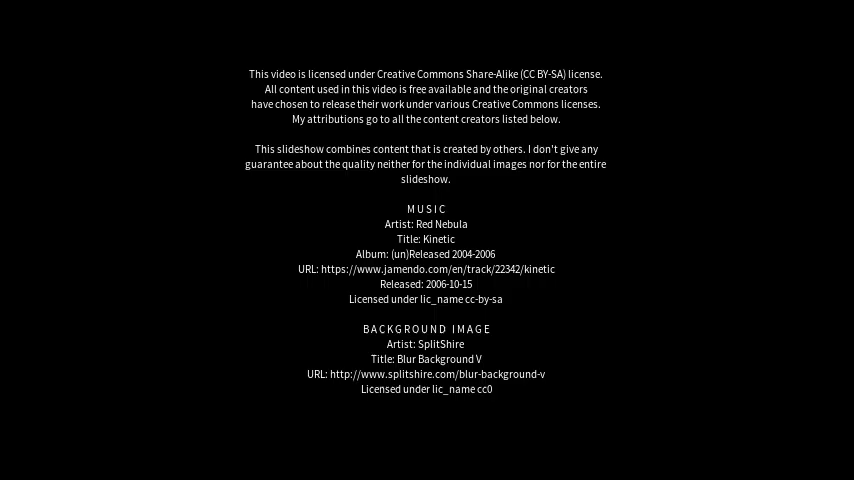 This video is licensed under Creative Commons Share-Alike (CC BY-SA) license.
All content used in this video is free available and the original creators
have chosen to release their work under various Creative Commons licenses.
My attributions go to all the content creators listed below.
This slideshow combines content that is created by others. I don't give any
guarantee about the quality neither for the individual images nor for the entire
slideshow.
MUSIC
Artist: Red Nebula
Title: Kinetic
Album: (un)Released 2004-2006
URL: https://www.jamendo.com/en/track/22342/kinetic
Released: 2006-10-15
Licensed under lic_name cc-by-sa
BACKGROUND IMAGE
Artist: SplitShire
Title: Blur Background V
URL: http://www.splitshire.com/blur-background-v
Licensed under lic_name cc0